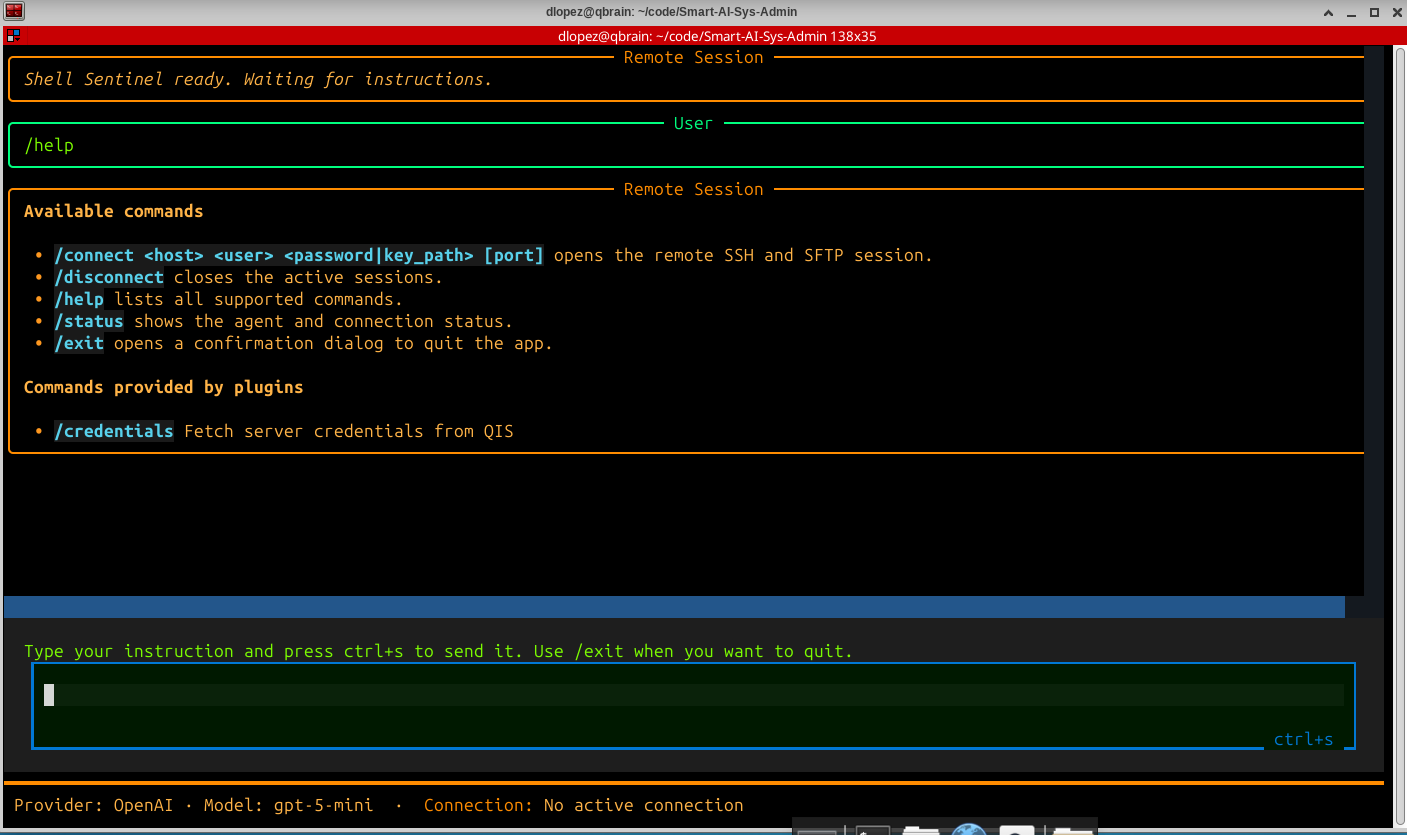 dlopez@qbrain: ~/code/Smart-AI-Sys-Admin
dlopez@qbrain: ~/code/Smart-AI-Sys-Admin 138x35
Remote Session
Shell Sentinel ready. Waiting for instructions.
User
/help
Remote Session
Available commands
• /connect <host> <user> <password|key_path> [port] opens the remote SSH and SFTP session.
• /disconnect closes the active sessions.
• /help lists all supported commands.
• /status shows the agent and connection status.
• /exit opens a confirmation dialog to quit the app.
Commands provided by plugins
• /credentials Fetch server credentials from QIS
Type your instruction and press ctrl+s to send it. Use /exit when you want to quit.
ctrl+s
Provider: OpenAI · Model: gpt-5-mini · Connection: No active connection